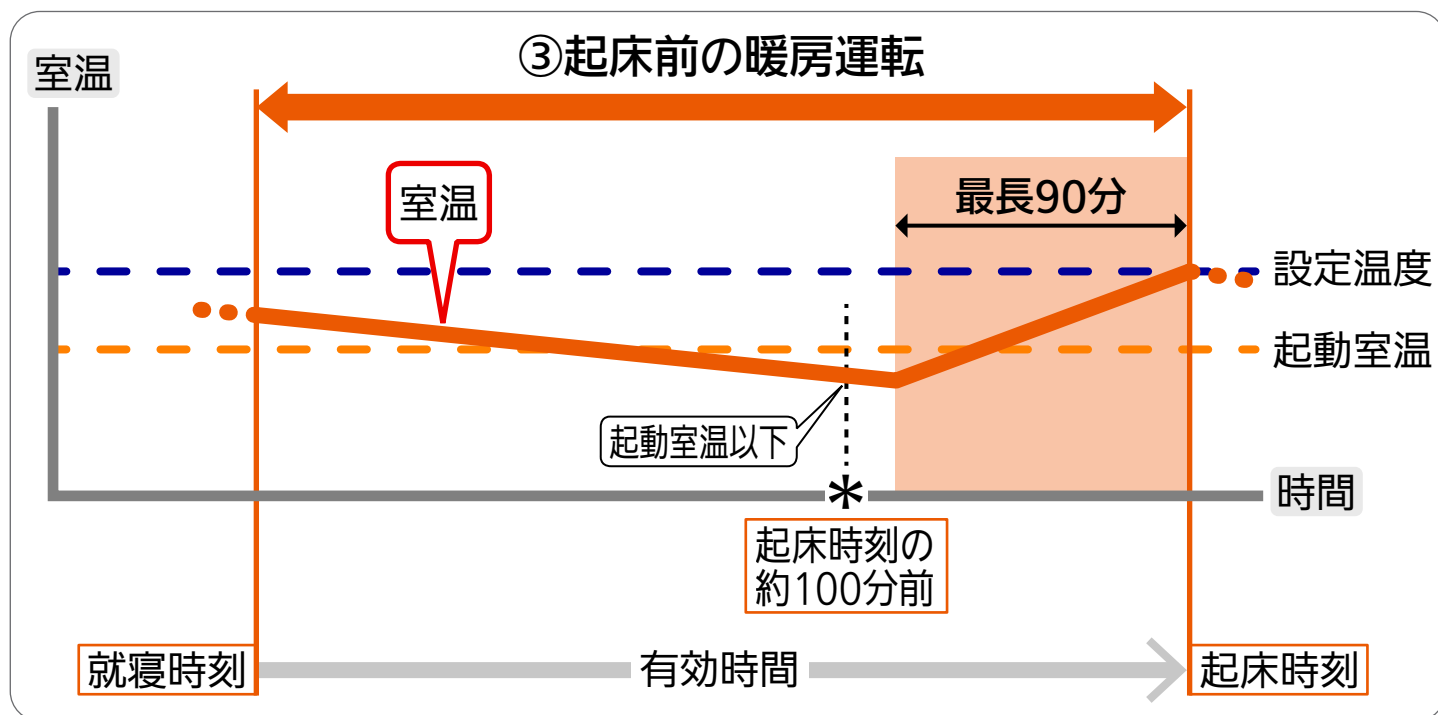 ③起床前の暖房運転
室温
室温
最長90分
設定温度
起動室温
起動室温以下
*
時間
起床時刻の
約100分前
就寝時刻
有効時間
起床時刻